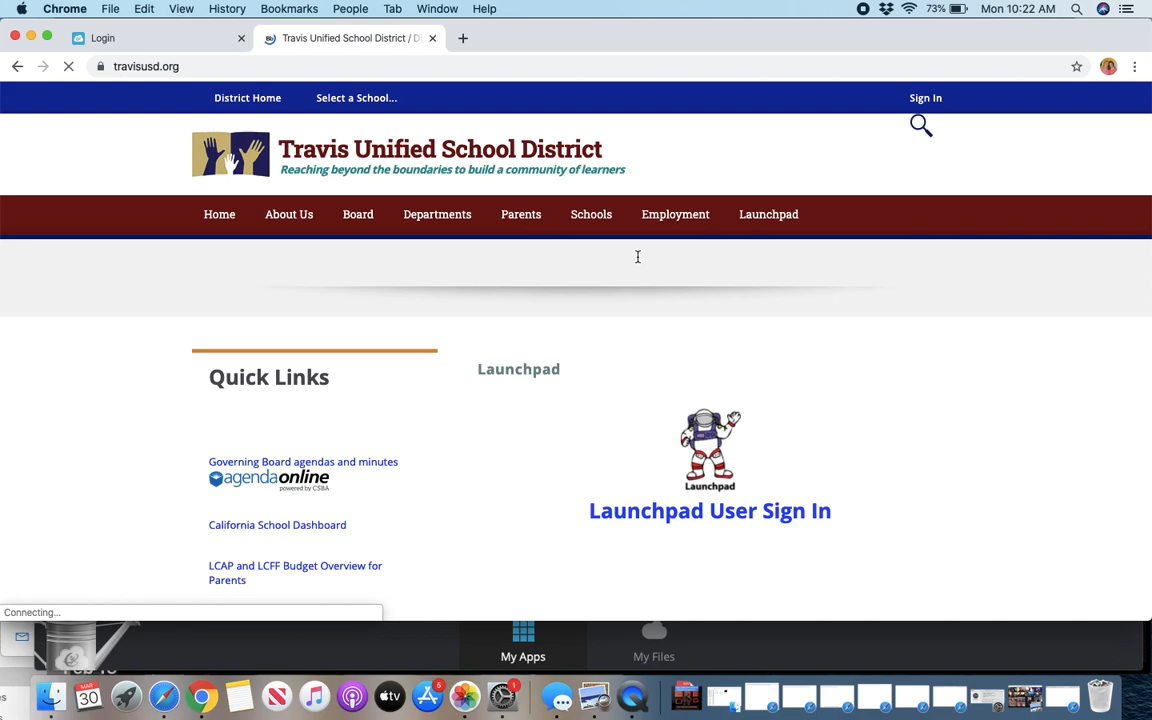 Chrome File Edit View History Bookmarks People Tab Window Help 73% Mon 10:22 AM
Login Travis Unified School District / D
travisusd.org
District Home Select a School... Sign In
Travis Unified School District
Reaching beyond the boundaries to build a community of learners
Home About Us Board Departments Parents Schools Employment Launchpad
Quick Links
Launchpad
Launchpad
Launchpad User Sign In
Governing Board agendas and minutes
agendaonline
powered by CSBA
California School Dashboard
LCAP and LCFF Budget Overview for
Parents
Connecting...
My Apps My Files
MAR
30
tv
5
1